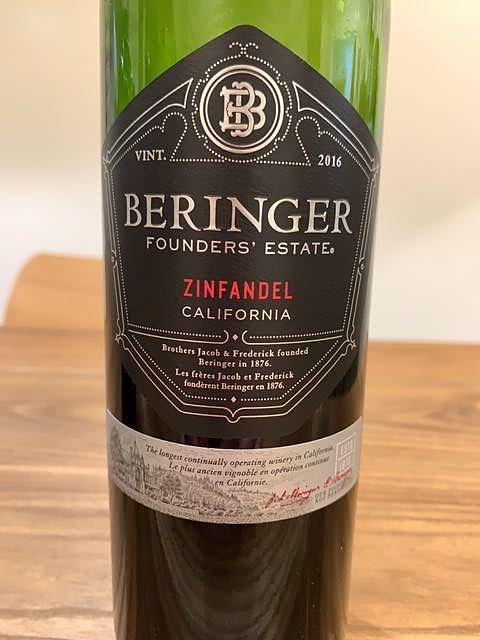 BB
VINT. 2016
BERINGER
FOUNDERS' ESTATE®
ZINFANDEL
CALIFORNIA
Brothers Jacob & Frederick founded
Beringer in 1876.
Les frères Jacob et Frederick
fondèrent Beringer en 1876.
The longest continually operating winery in California.
Le plus ancien vignoble en opération continue
en Californie.